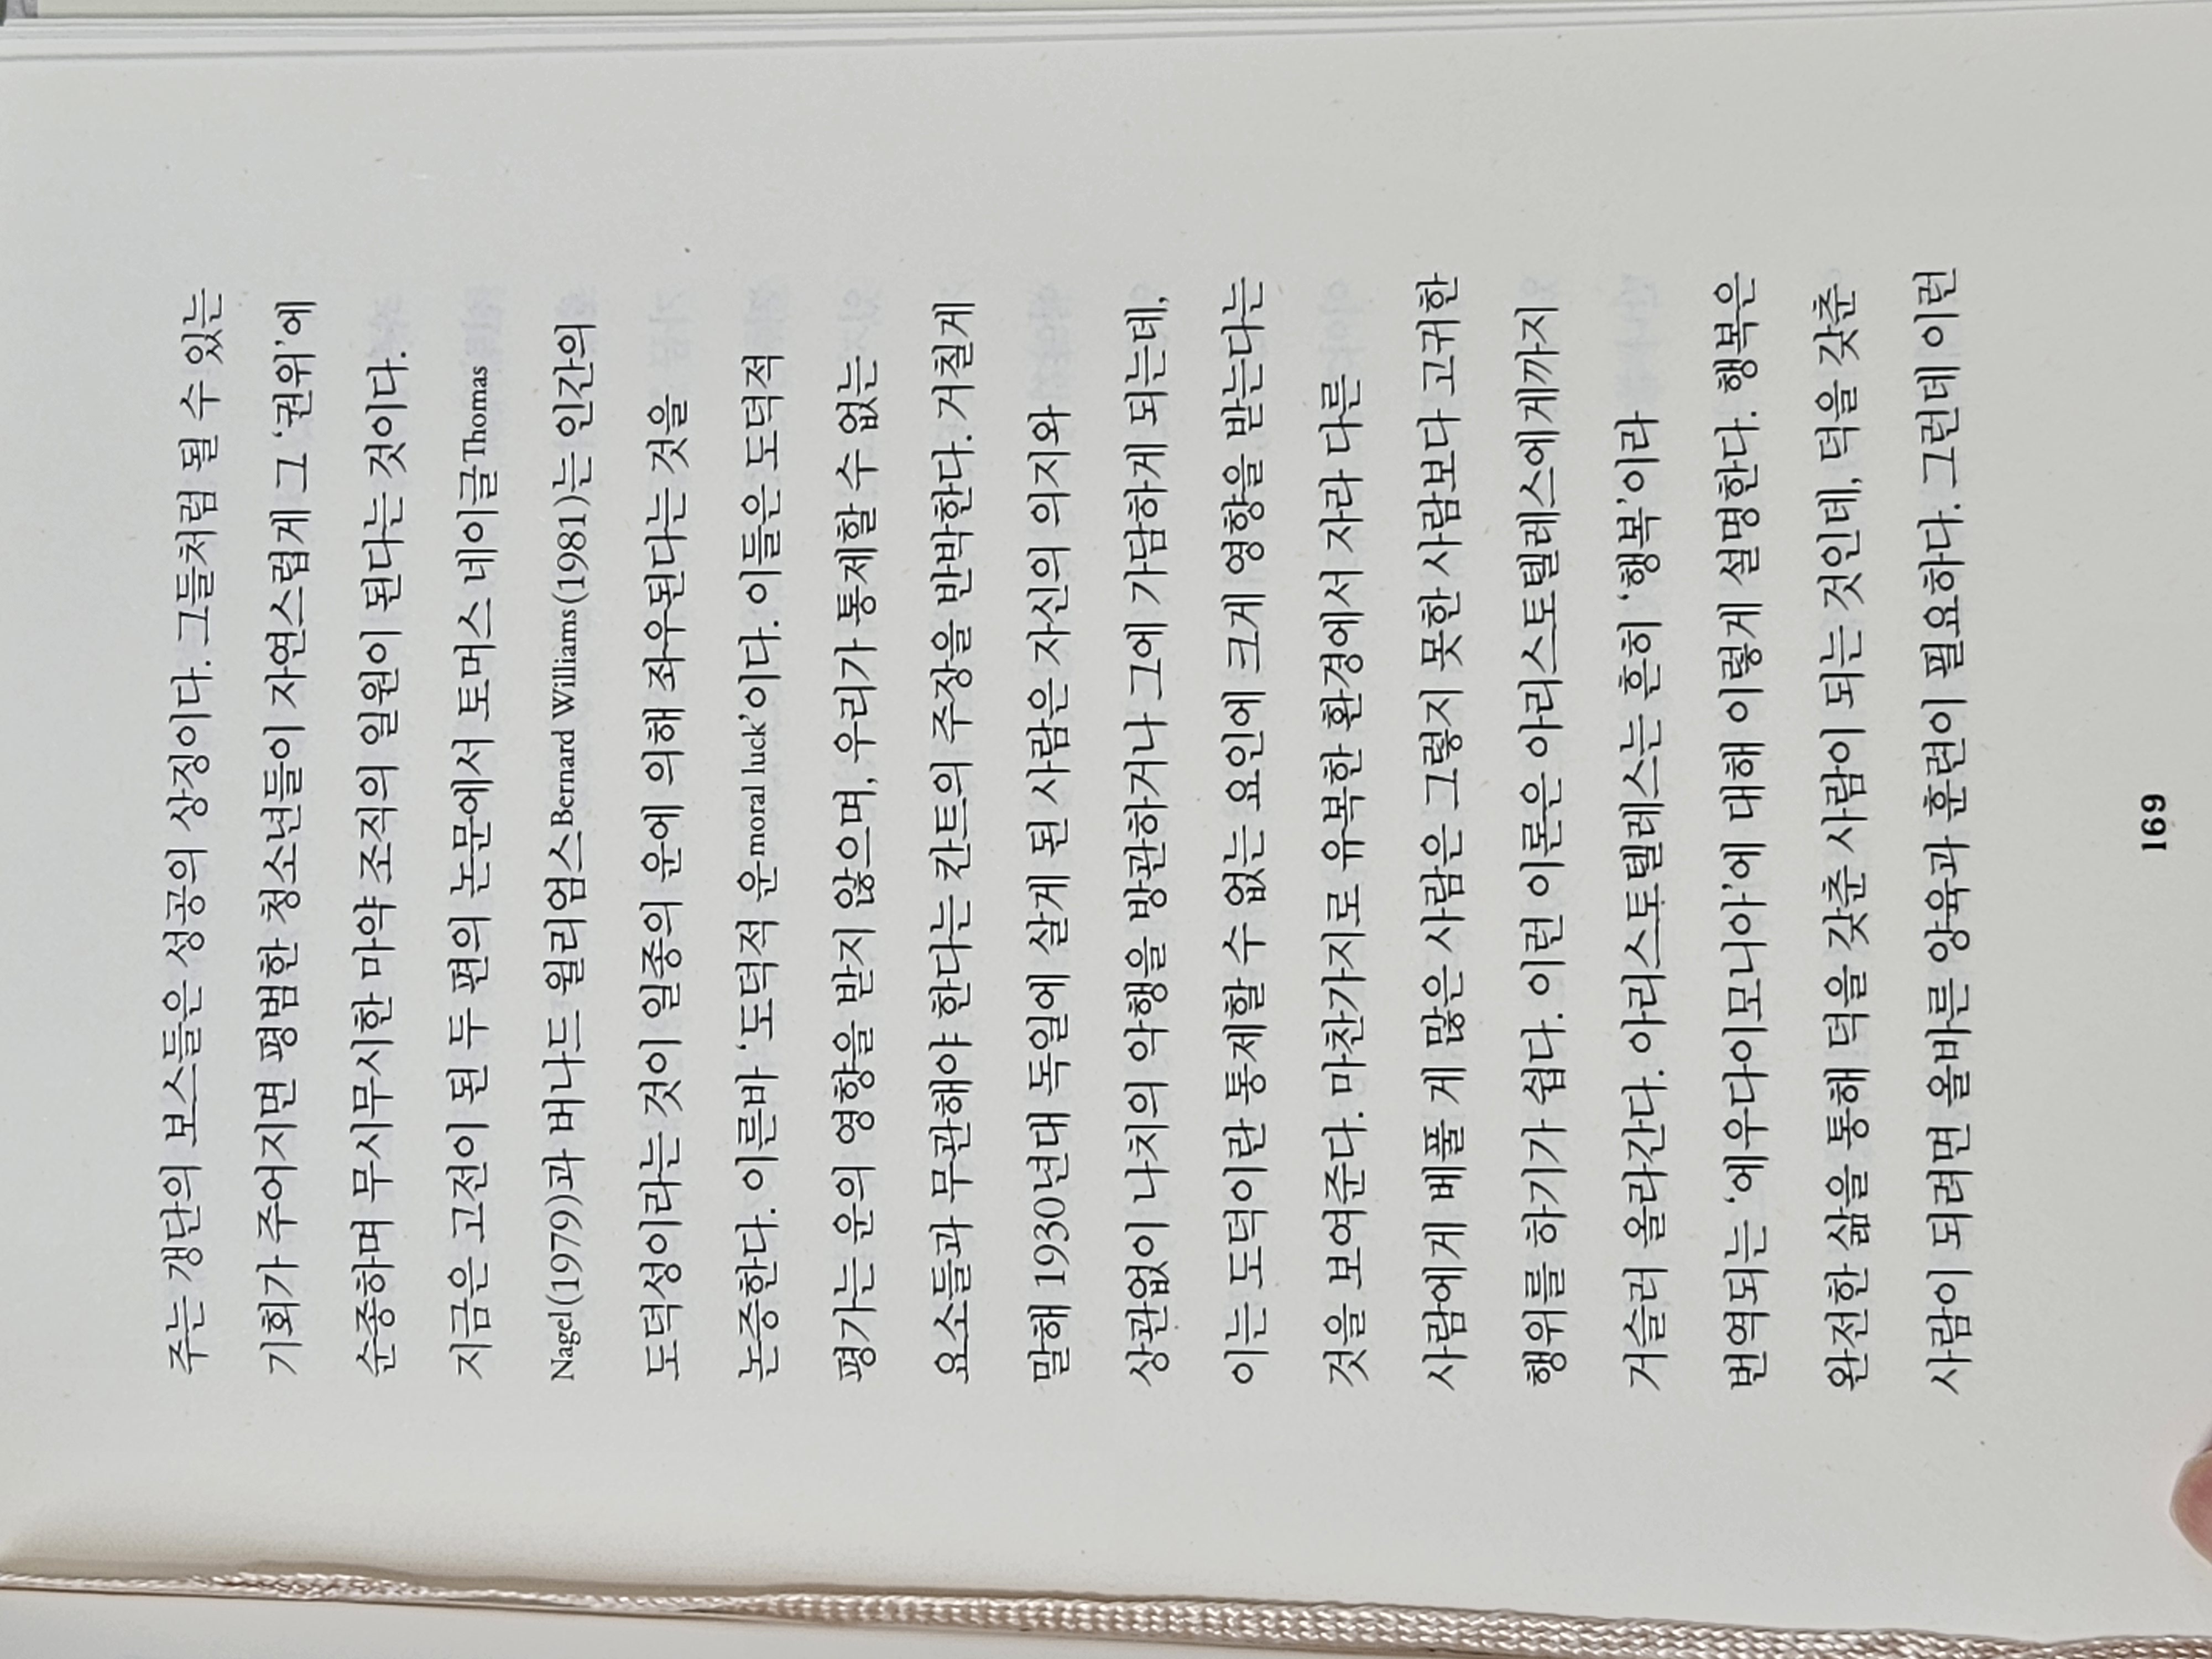 주는 갱단의 보스들은 성공의 상징이다. 그들처럼 될 수 있는
기회가 주어지면 평범한 청소년들이 자연스럽게 그 ‘권위’에
순종하며 무시무시한 마약 조직의 일원이 된다는 것이다.
지금은 고전이 된 두 편의 논문에서 토머스 네이글Thomas
Nagel(1979)과 버나드 윌리엄스Bernard Williams(1981)는 인간의
도덕성이라는 것이 일종의 운에 의해 좌우된다는 것을
논증한다. 이른바 ‘도덕적 운moral luck’이다. 이들은 도덕적
평가는 운의 영향을 받지 않으며, 우리가 통제할 수 없는
요소들과 무관해야 한다는 칸트의 주장을 반박한다. 거칠게
말해 1930년대 독일에 살게 된 사람은 자신의 의지와
상관없이 나치의 악행을 방관하거나 그에 가담하게 되는데,
이는 도덕이란 통제할 수 없는 요인에 크게 영향을 받는다는
것을 보여준다. 마찬가지로 유복한 환경에서 자라 다른
사람에게 베풀 게 많은 사람은 그렇지 못한 사람보다 고귀한
행위를 하기가 쉽다. 이런 이론은 아리스토텔레스에게까지
거슬러 올라간다. 아리스토텔레스는 흔히 ‘행복’이라
번역되는 ‘에우다이모니아’에 대해 이렇게 설명한다. 행복은
완전한 삶을 통해 덕을 갖춘 사람이 되는 것인데, 덕을 갖춘
사람이 되려면 올바른 양육과 훈련이 필요하다. 그런데 이런
169